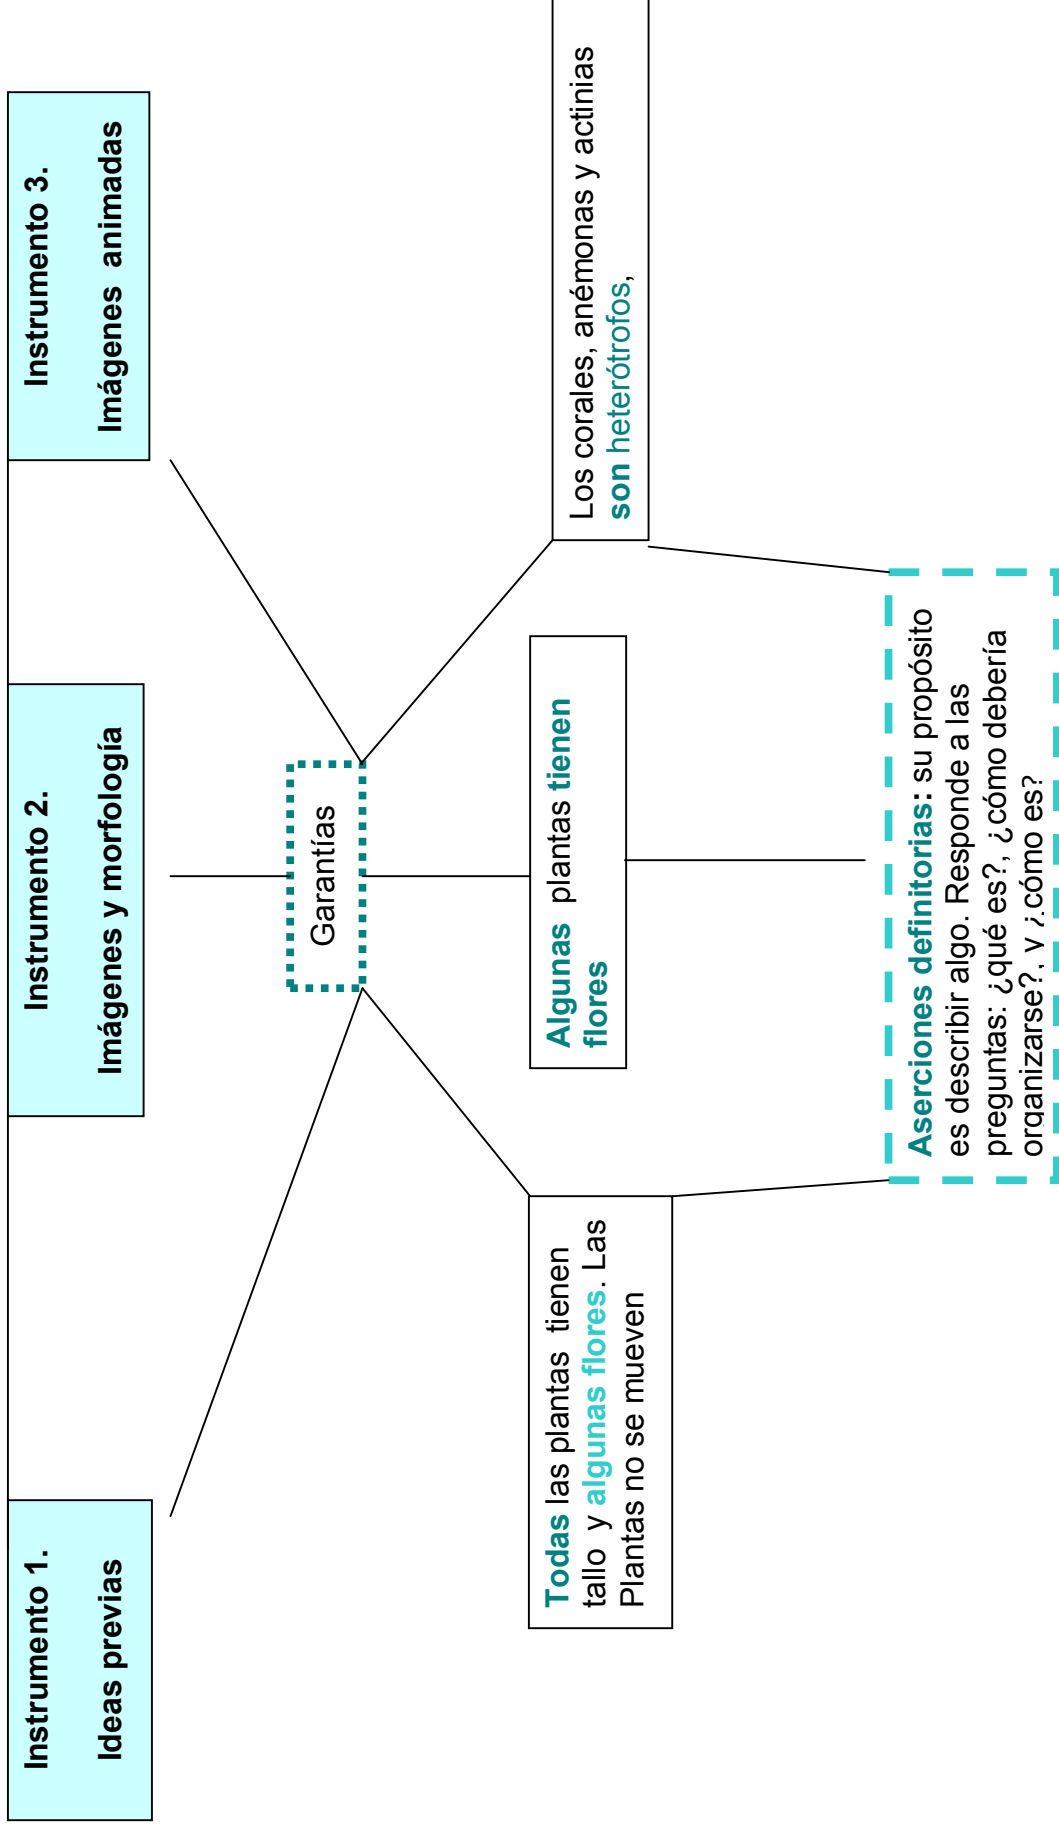 Instrumento 1.
Ideas previas
Instrumento 2.
Imágenes y morfología
Instrumento 3.
Imágenes animadas
Garantías
Todas las plantas tienen
tallo y algunas flores. Las
Plantas no se mueven
Algunas plantas tienen
flores
Los corales, anémonas y actinias
son heterótrofos,
Aserciones definitorias: su propósito
es describir algo. Responde a las
preguntas: ¿qué es?, ¿cómo debería
organizarse?, y ¿cómo es?